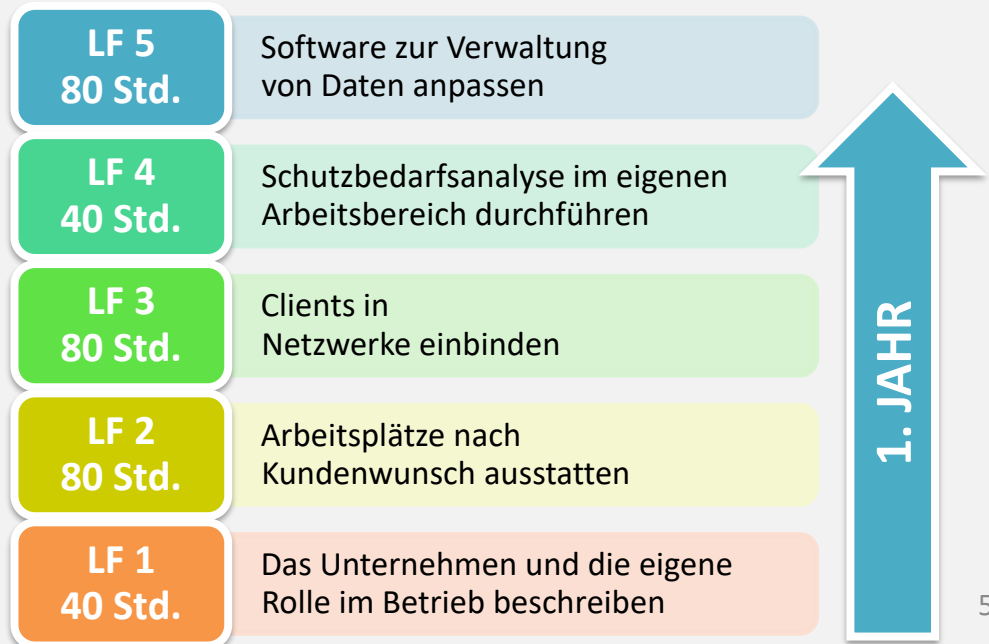 LF 5
80 Std.
Software zur Verwaltung
von Daten anpassen
LF 4
40 Std.
Schutzbedarfsanalyse im eigenen
Arbeitsbereich durchführen
LF 3
80 Std.
Clients in
Netzwerke einbinden
LF 2
80 Std.
Arbeitsplätze nach
Kundenwunsch ausstatten
LF 1
40 Std.
Das Unternehmen und die eigene
Rolle im Betrieb beschreiben
1. JAHR
5